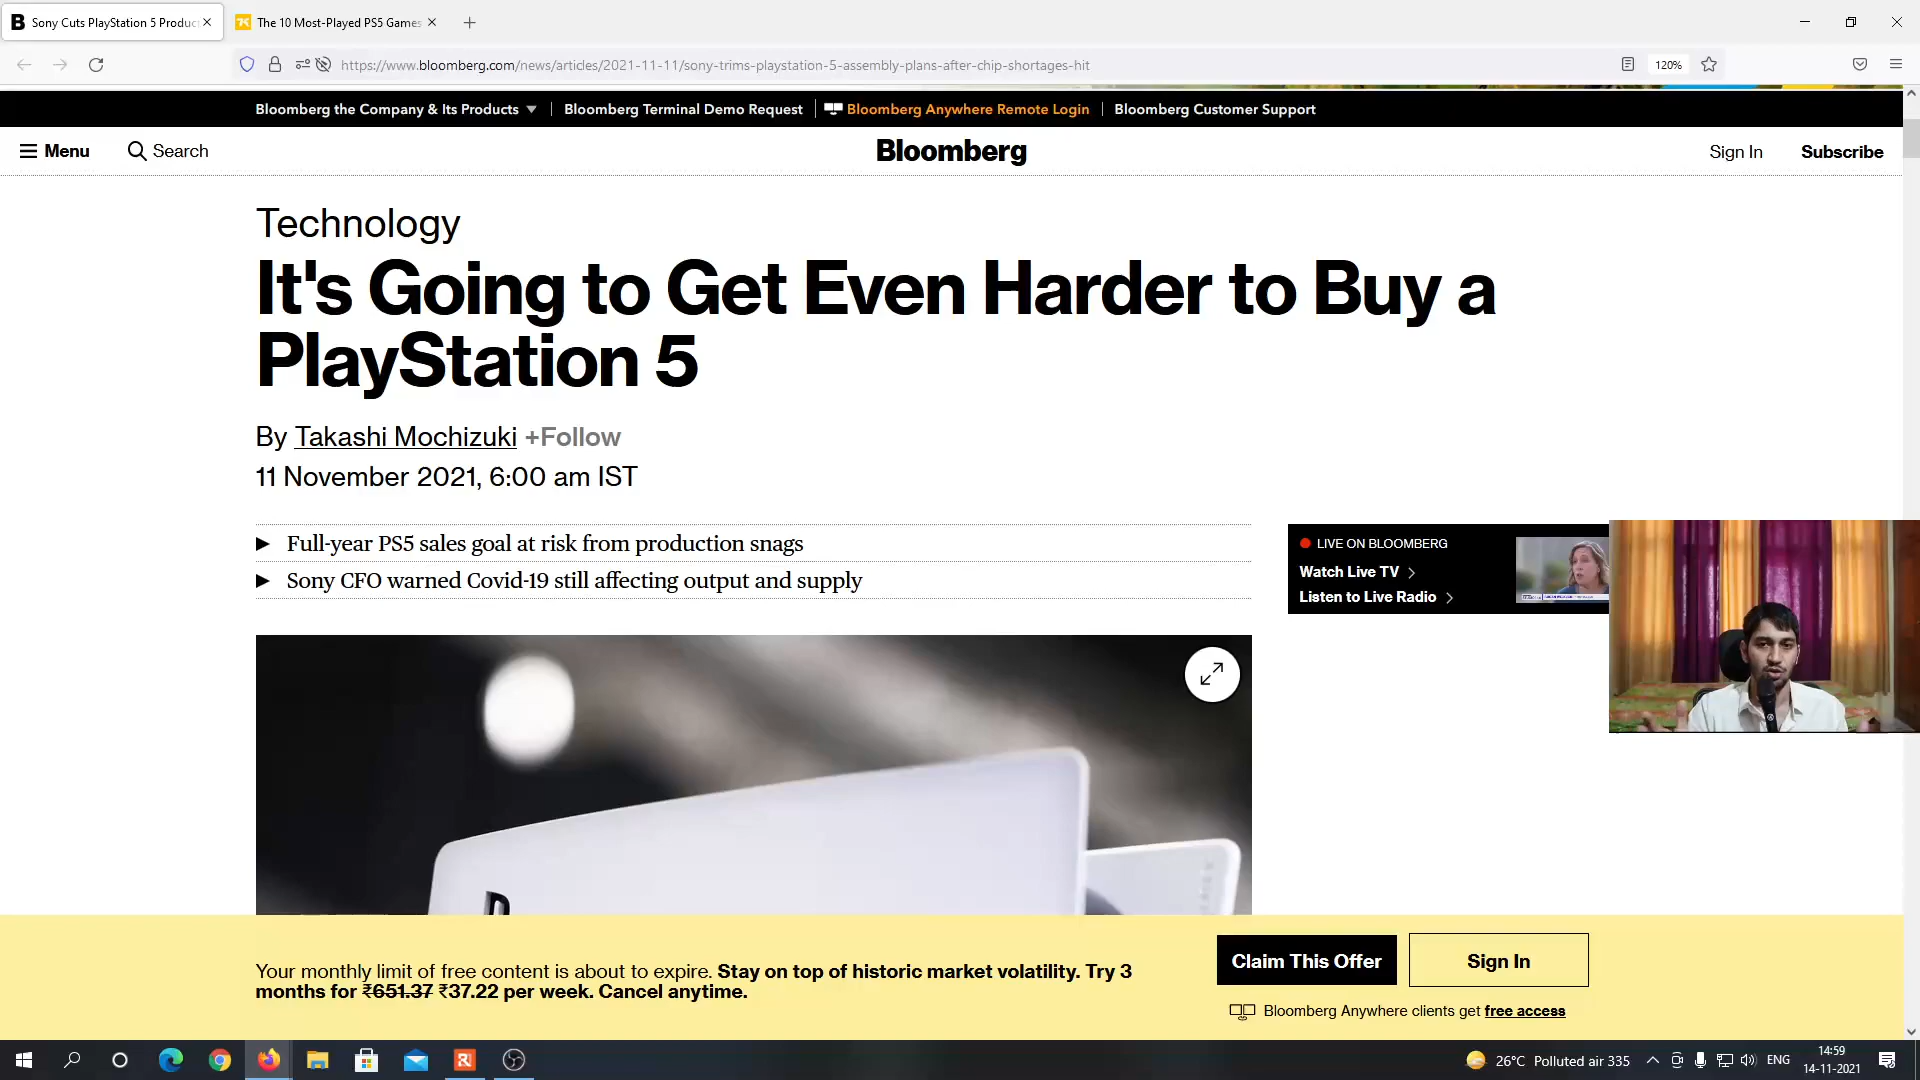 Sony Cuts PlayStation 5 Produc
The 10 Most-Played PS5 Games
https://www.bloomberg.com/news/articles/2021-11-11/sony-trims-playstation-5-assembly-plans-after-chip-shortages-hit
120%
Bloomberg the Company & Its Products
Bloomberg Terminal Demo Request
Bloomberg Anywhere Remote Login
Bloomberg Customer Support
Menu
Search
Bloomberg
Sign In
Subscribe
Technology
It's Going to Get Even Harder to Buy a
PlayStation 5
By Takashi Mochizuki +Follow
11 November 2021, 6:00 am IST
Full-year PS5 sales goal at risk from production snags
Sony CFO warned Covid-19 still affecting output and supply
LIVE ON BLOOMBERG
Watch Live TV
Listen to Live Radio
Your monthly limit of free content is about to expire. Stay on top of historic market volatility. Try 3
months for ₹651.37 ₹37.22 per week. Cancel anytime.
Claim This Offer
Sign In
Bloomberg Anywhere clients get free access
26°C Polluted air 335
ENG
14:59
14-11-2021